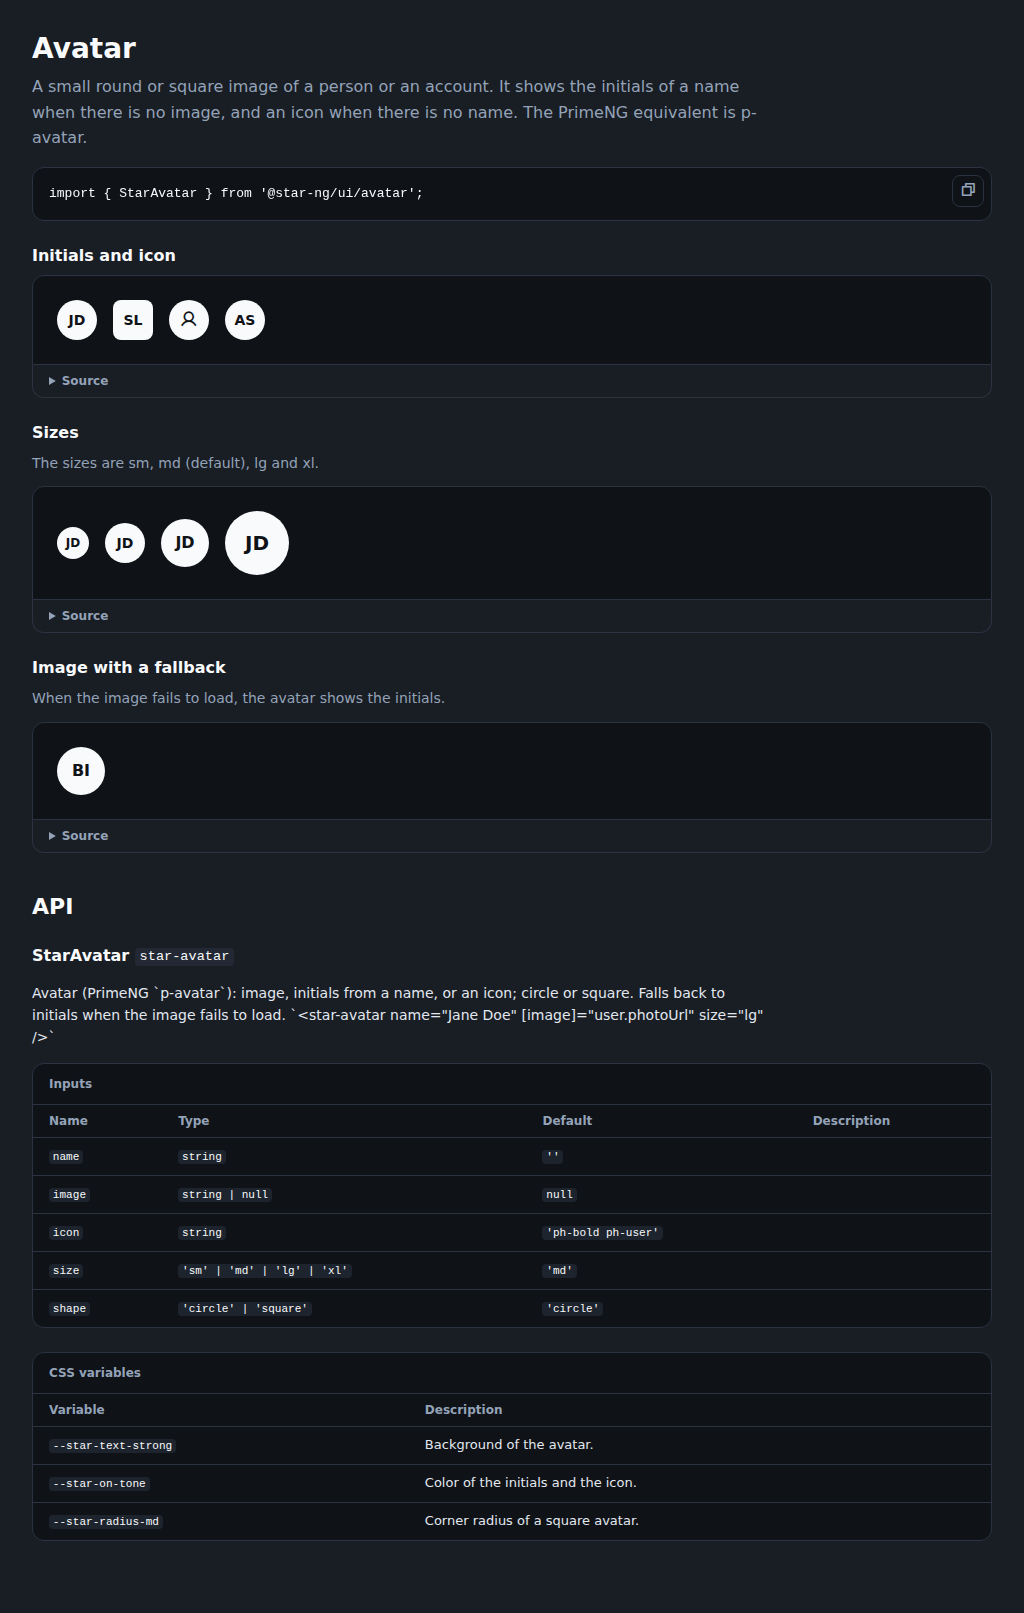 Avatar
A small round or square image of a person or an account. It shows the initials of a name
when there is no image, and an icon when there is no name. The PrimeNG equivalent is p-
avatar.
import { StarAvatar } from '@star-ng/ui/avatar';
Initials and icon
JD SL AS
Source
Sizes
The sizes are sm, md (default), lg and xl.
JD JD JD JD
Source
Image with a fallback
When the image fails to load, the avatar shows the initials.
BI
Source
API
StarAvatar star-avatar
Avatar (PrimeNG `p-avatar`): image, initials from a name, or an icon; circle or square. Falls back to
initials when the image fails to load. `<star-avatar name="Jane Doe" [image]="user.photoUrl" size="lg"
/>`
Inputs
Name Type Default Description
name string ''
image string | null null
icon string 'ph-bold ph-user'
size 'sm' | 'md' | 'lg' | 'xl' 'md'
shape 'circle' | 'square' 'circle'
CSS variables
Variable Description
--star-text-strong Background of the avatar.
--star-on-tone Color of the initials and the icon.
--star-radius-md Corner radius of a square avatar.